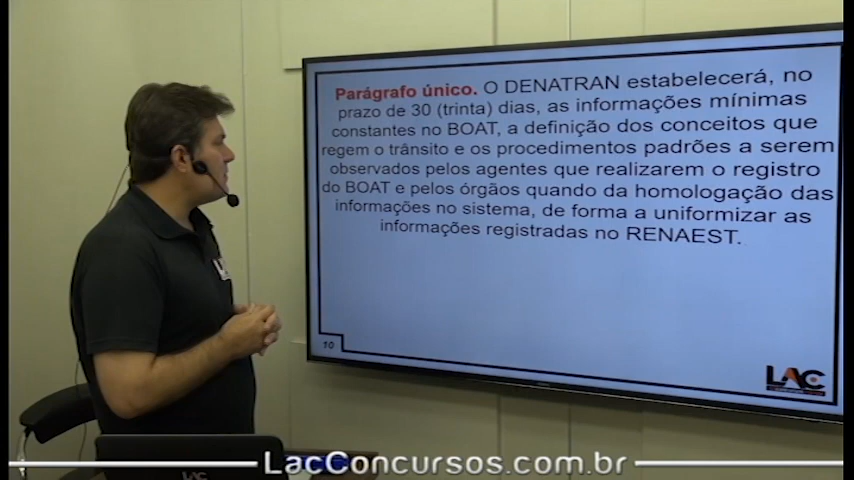 Parágrafo único. O DENATRAN estabelecerá, no
prazo de 30 (trinta) dias, as informações mínimas
constantes no BOAT, a definição dos conceitos que
regem o trânsito e os procedimentos padrões a serem
observados pelos agentes que realizarem o registro
do BOAT e pelos órgãos quando da homologação das
informações no sistema, de forma a uniformizar as
informações registradas no RENAEST.
10
LAC
LAC
LacConcursos.com.br